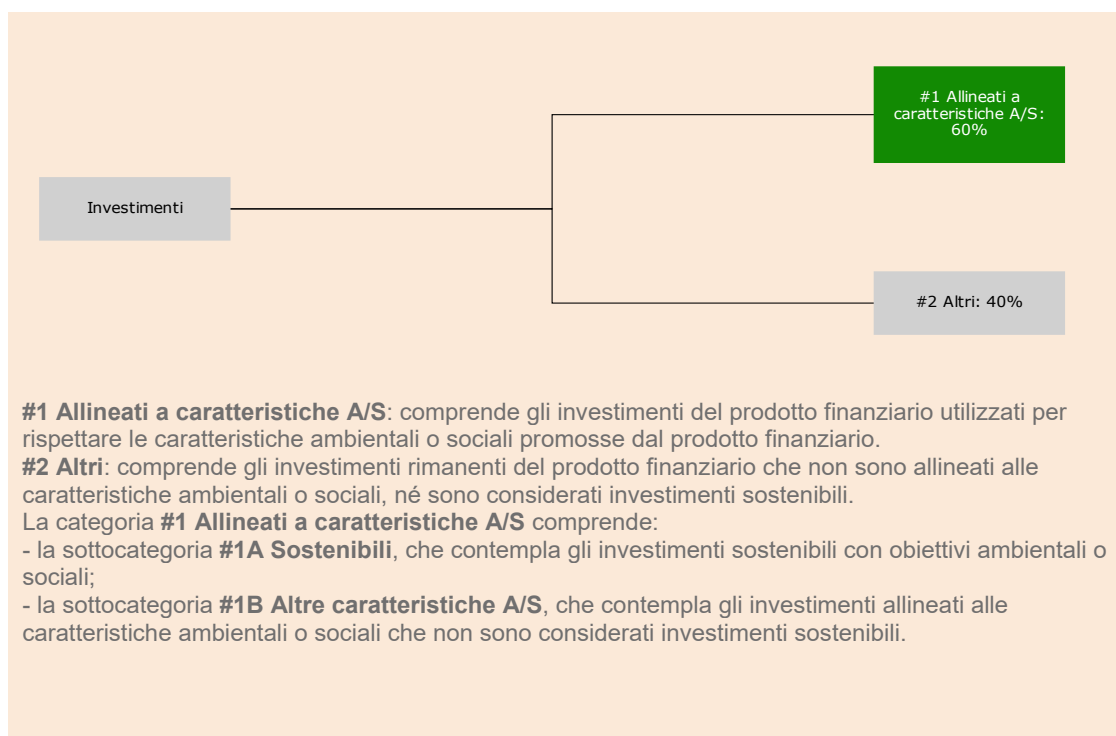 #1 Allineati a
caratteristiche A/S:
60%
Investimenti
#2 Altri: 40%
#1 Allineati a caratteristiche A/S: comprende gli investimenti del prodotto finanziario utilizzati per
rispettare le caratteristiche ambientali o sociali promosse dal prodotto finanziario.
#2 Altri: comprende gli investimenti rimanenti del prodotto finanziario che non sono allineati alle
caratteristiche ambientali o sociali, né sono considerati investimenti sostenibili.
La categoria #1 Allineati a caratteristiche A/S comprende:
- la sottocategoria #1A Sostenibili, che contempla gli investimenti sostenibili con obiettivi ambientali o
sociali;
- la sottocategoria #1B Altre caratteristiche A/S, che contempla gli investimenti allineati alle
caratteristiche ambientali o sociali che non sono considerati investimenti sostenibili.